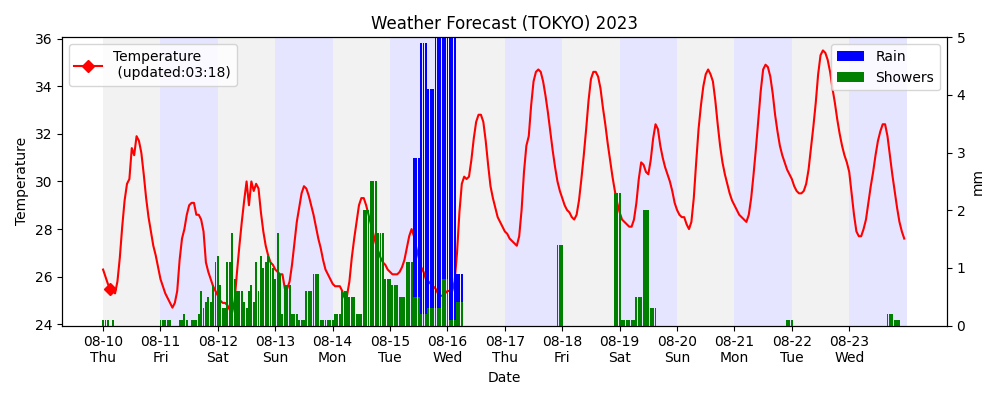 Weather Forecast (TOKYO) 2023
Temperature
(updated:03:18)
Rain
Showers
36
34
32
30
28
26
24
Temperature
5
4
3
2
1
0
mm
08-10 08-11 08-12 08-13 08-14 08-15 08-16 08-17 08-18 08-19 08-20 08-21 08-22 08-23
Thu Fri Sat Sun Mon Tue Wed Thu Fri Sat Sun Mon Tue Wed
Date